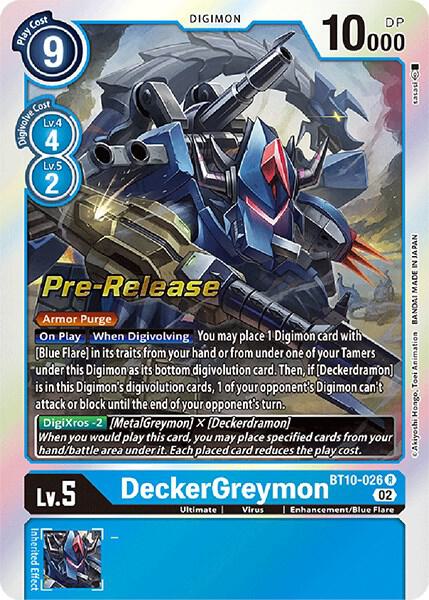 Play Cost
9
DIGIMON
10000
DP
Digivolve Cost
Lv.4
4
Lv.5
2
sasasi
Pre-Release
Armor Purge
On Play When Digivolving You may place 1 Digimon card with
[Blue Flare] in its traits from your hand or from under one of your Tamers
under this Digimon as its bottom digivolution card. Then, if [Deckerdramon]
is in this Digimon's digivolution cards, 1 of your opponent's Digimon can't
attack or block until the end of your opponent's turn.
DigiXros -2 [MetalGreymon] × [Deckerdramon]
When you would play this card, you may place specified cards from your
hand/battle area under it. Each placed card reduces the play cost.
©Akiyoshi Hongo, Toei Animation BANDAI MADE IN JAPAN
Lv.5
DeckerGreymon
BT10-026 R
02
Ultimate | Virus | Enhancement/Blue Flare
Inherited Effect
–